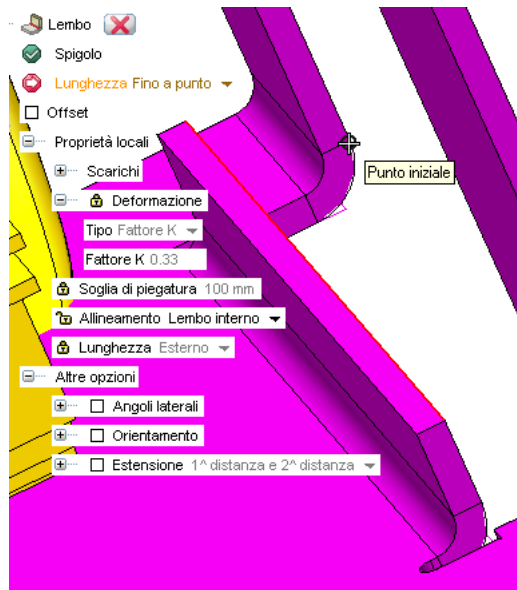 Lembo
Spigolo
Lunghezza Fino a punto
Offset
Proprietà locali
Punto iniziale
Scarichi
Deformazione
Tipo Fattore K
Fattore K 0.33
Soglia di piegatura 100 mm
Allineamento Lembo interno
Lunghezza Esterno
Altre opzioni
Angoli laterali
Orientamento
Estensione 1^ distanza e 2^ distanza